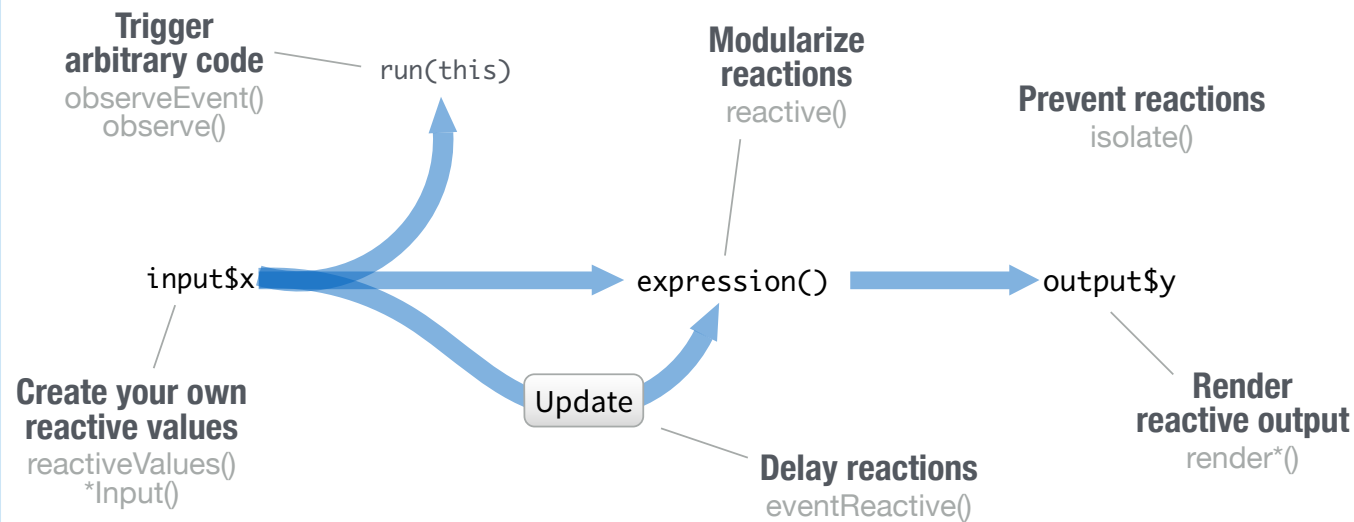 Trigger
arbitrary code
observeEvent()
observe()
run(this)
Modularize
reactions
reactive()
Prevent reactions
isolate()
input$x
expression()
output$y
Create your own
reactive values
reactiveValues()
*Input()
Update
Delay reactions
eventReactive()
Render
reactive output
render*()